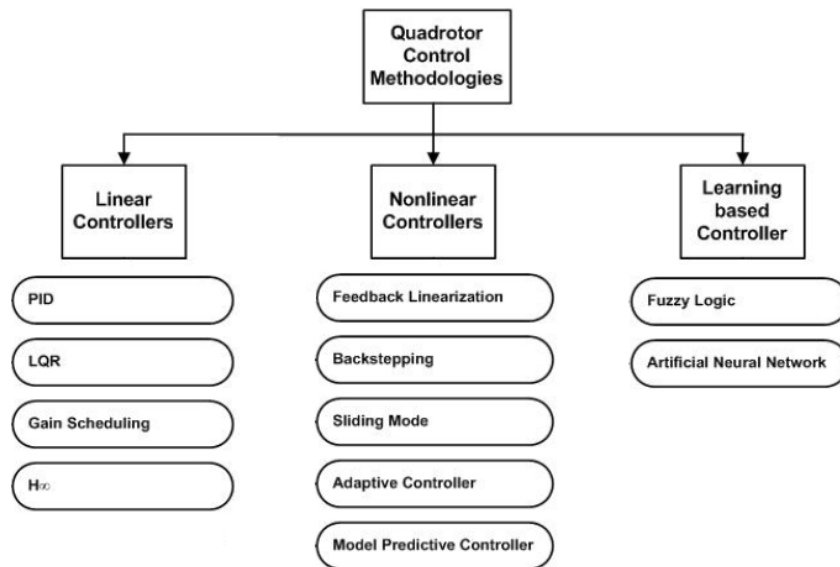 Quadrotor
Control
Methodologies
Linear
Controllers
Nonlinear
Controllers
Learning
based
Controller
PID
LQR
Gain Scheduling
H∞
Feedback Linearization
Backstepping
Sliding Mode
Adaptive Controller
Model Predictive Controller
Fuzzy Logic
Artificial Neural Network